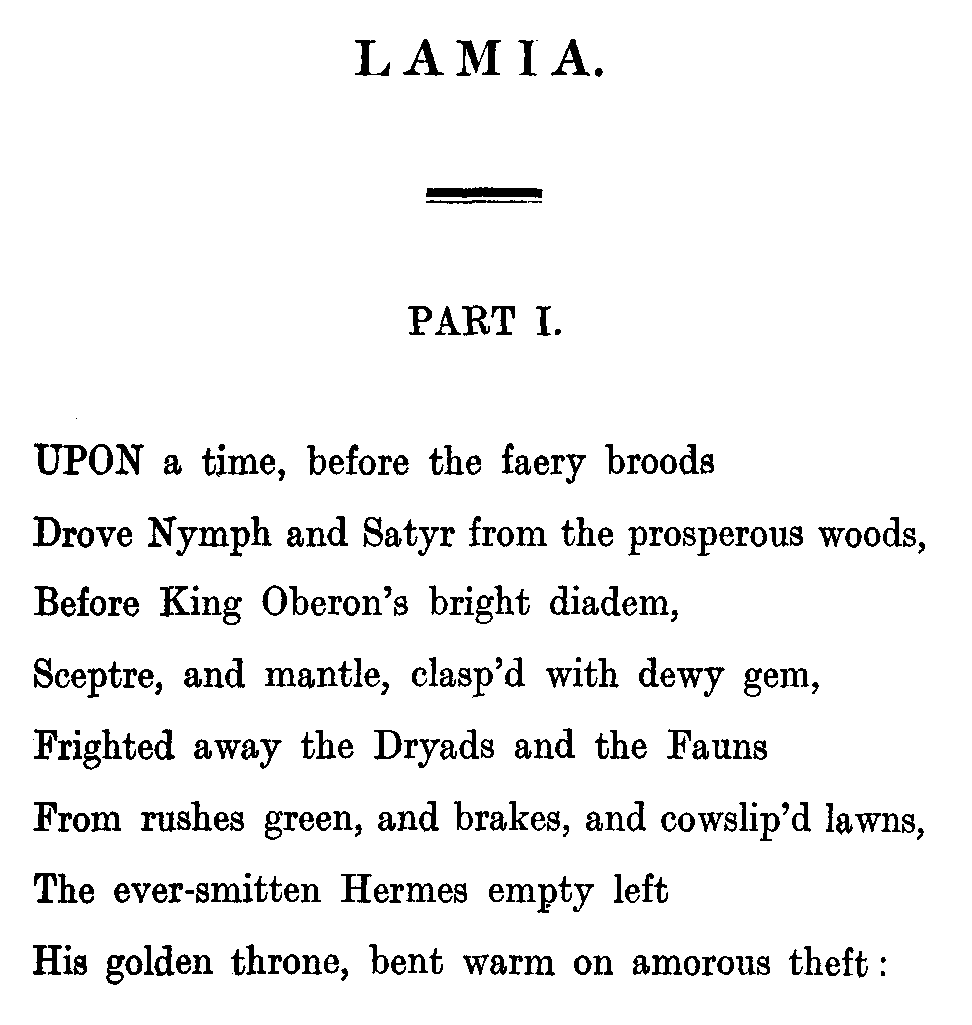 LAMIA.
PART I.
UPON a time, before the faery broods
Drove Nymph and Satyr from the prosperous woods,
Before King Oberon’s bright diadem,
Sceptre, and mantle, clasp’d with dewy gem,
Frighted away the Dryads and the Fauns
From rushes green, and brakes, and cowslip’d lawns,
The ever-smitten Hermes empty left
His golden throne, bent warm on amorous theft :